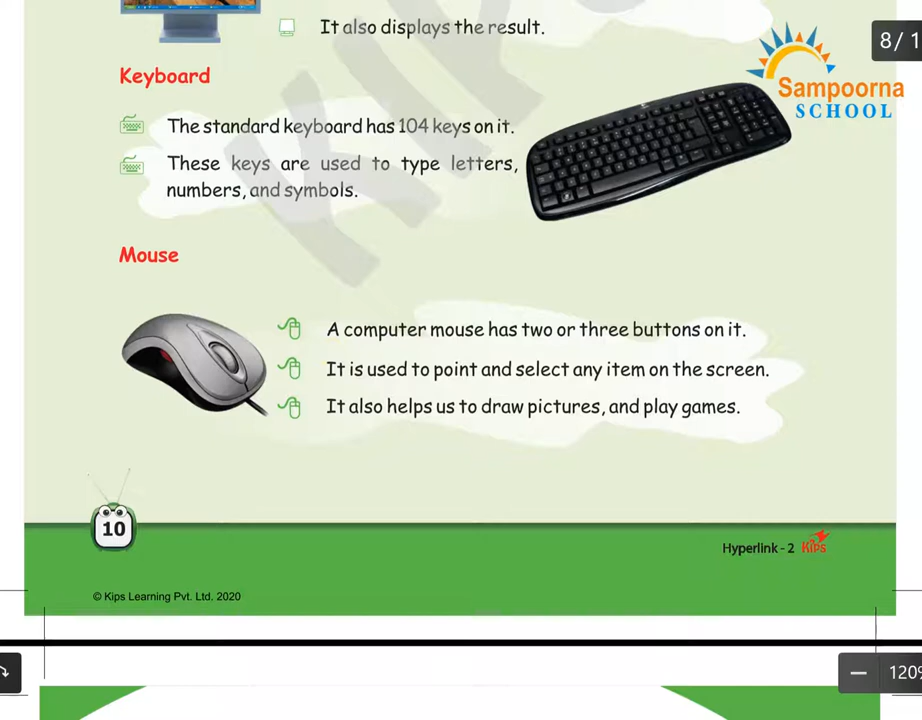 It also displays the result.
8/ 1
Sampoorna
SCHOOL
Keyboard
The standard keyboard has 104 keys on it.
These keys are used to type letters,
numbers, and symbols.
Mouse
A computer mouse has two or three buttons on it.
It is used to point and select any item on the screen.
It also helps us to draw pictures, and play games.
10
Hyperlink - 2 Kips
© Kips Learning Pvt. Ltd. 2020
120%